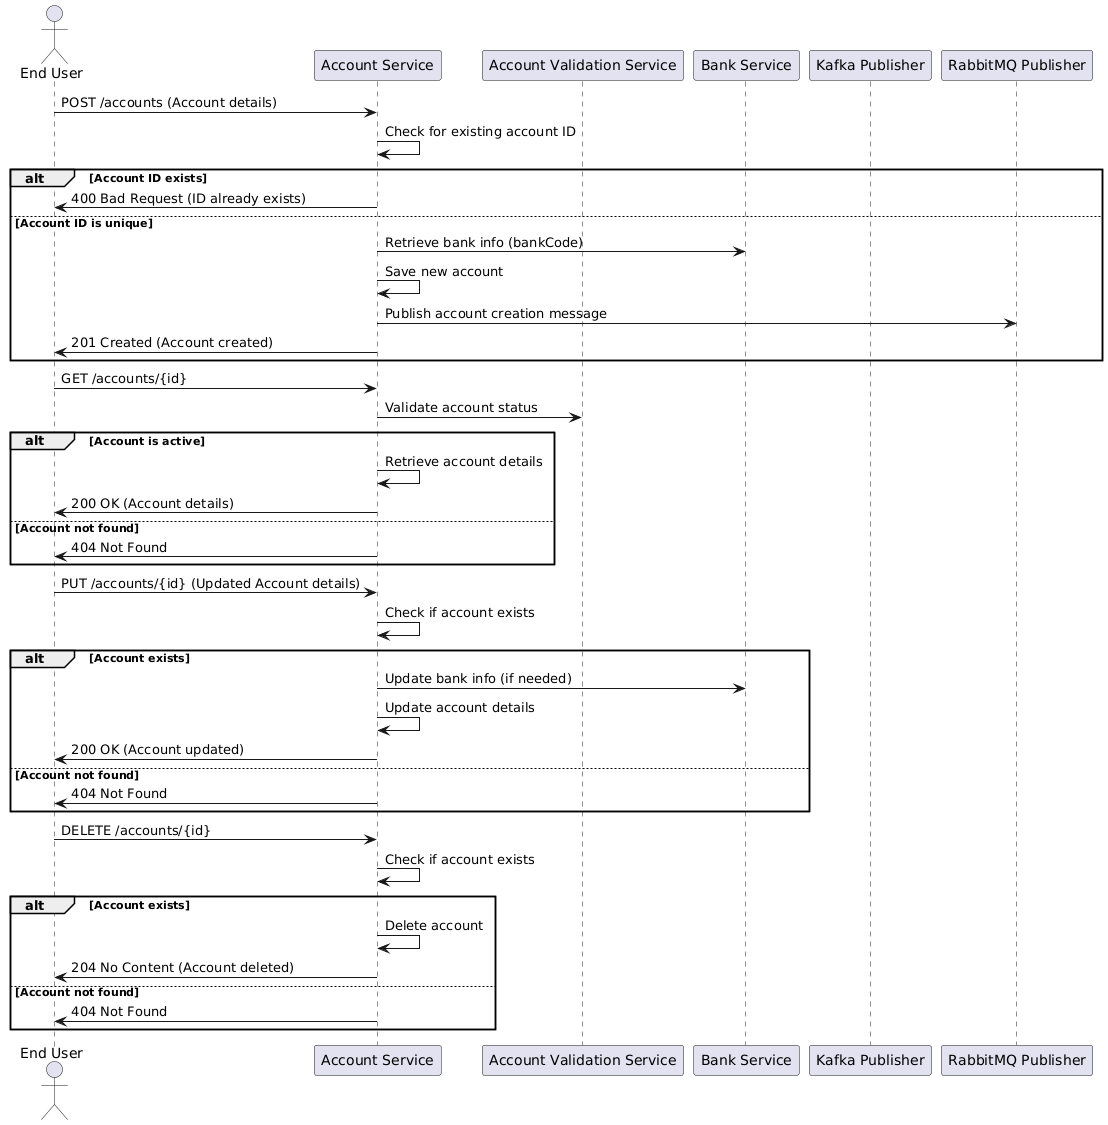 End User
Account Service
Account Validation Service
Bank Service
Kafka Publisher
RabbitMQ Publisher
POST /accounts (Account details)
Check for existing account ID
alt [Account ID exists]
400 Bad Request (ID already exists)
[Account ID is unique]
Retrieve bank info (bankCode)
Save new account
Publish account creation message
201 Created (Account created)
GET /accounts/{id}
Validate account status
alt [Account is active]
Retrieve account details
200 OK (Account details)
[Account not found]
404 Not Found
PUT /accounts/{id} (Updated Account details)
Check if account exists
alt [Account exists]
Update bank info (if needed)
Update account details
200 OK (Account updated)
[Account not found]
404 Not Found
DELETE /accounts/{id}
Check if account exists
alt [Account exists]
Delete account
204 No Content (Account deleted)
[Account not found]
404 Not Found
End User
Account Service
Account Validation Service
Bank Service
Kafka Publisher
RabbitMQ Publisher